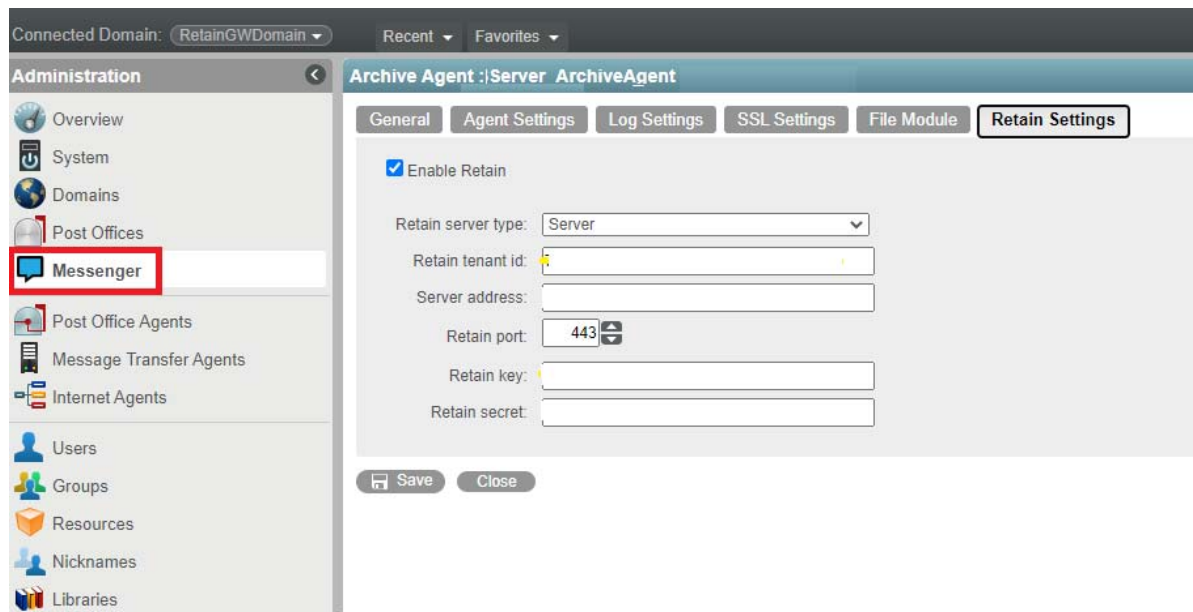 Connected Domain: RetainGWDomain
Recent Favorites
Administration
Overview
System
Domains
Post Offices
Messenger
Post Office Agents
Message Transfer Agents
Internet Agents
Users
Groups
Resources
Nicknames
Libraries
Archive Agent : Server ArchiveAgent
General Agent Settings Log Settings SSL Settings File Module Retain Settings
Enable Retain
Retain server type: Server
Retain tenant id:
Server address:
Retain port: 443
Retain key:
Retain secret:
Save Close